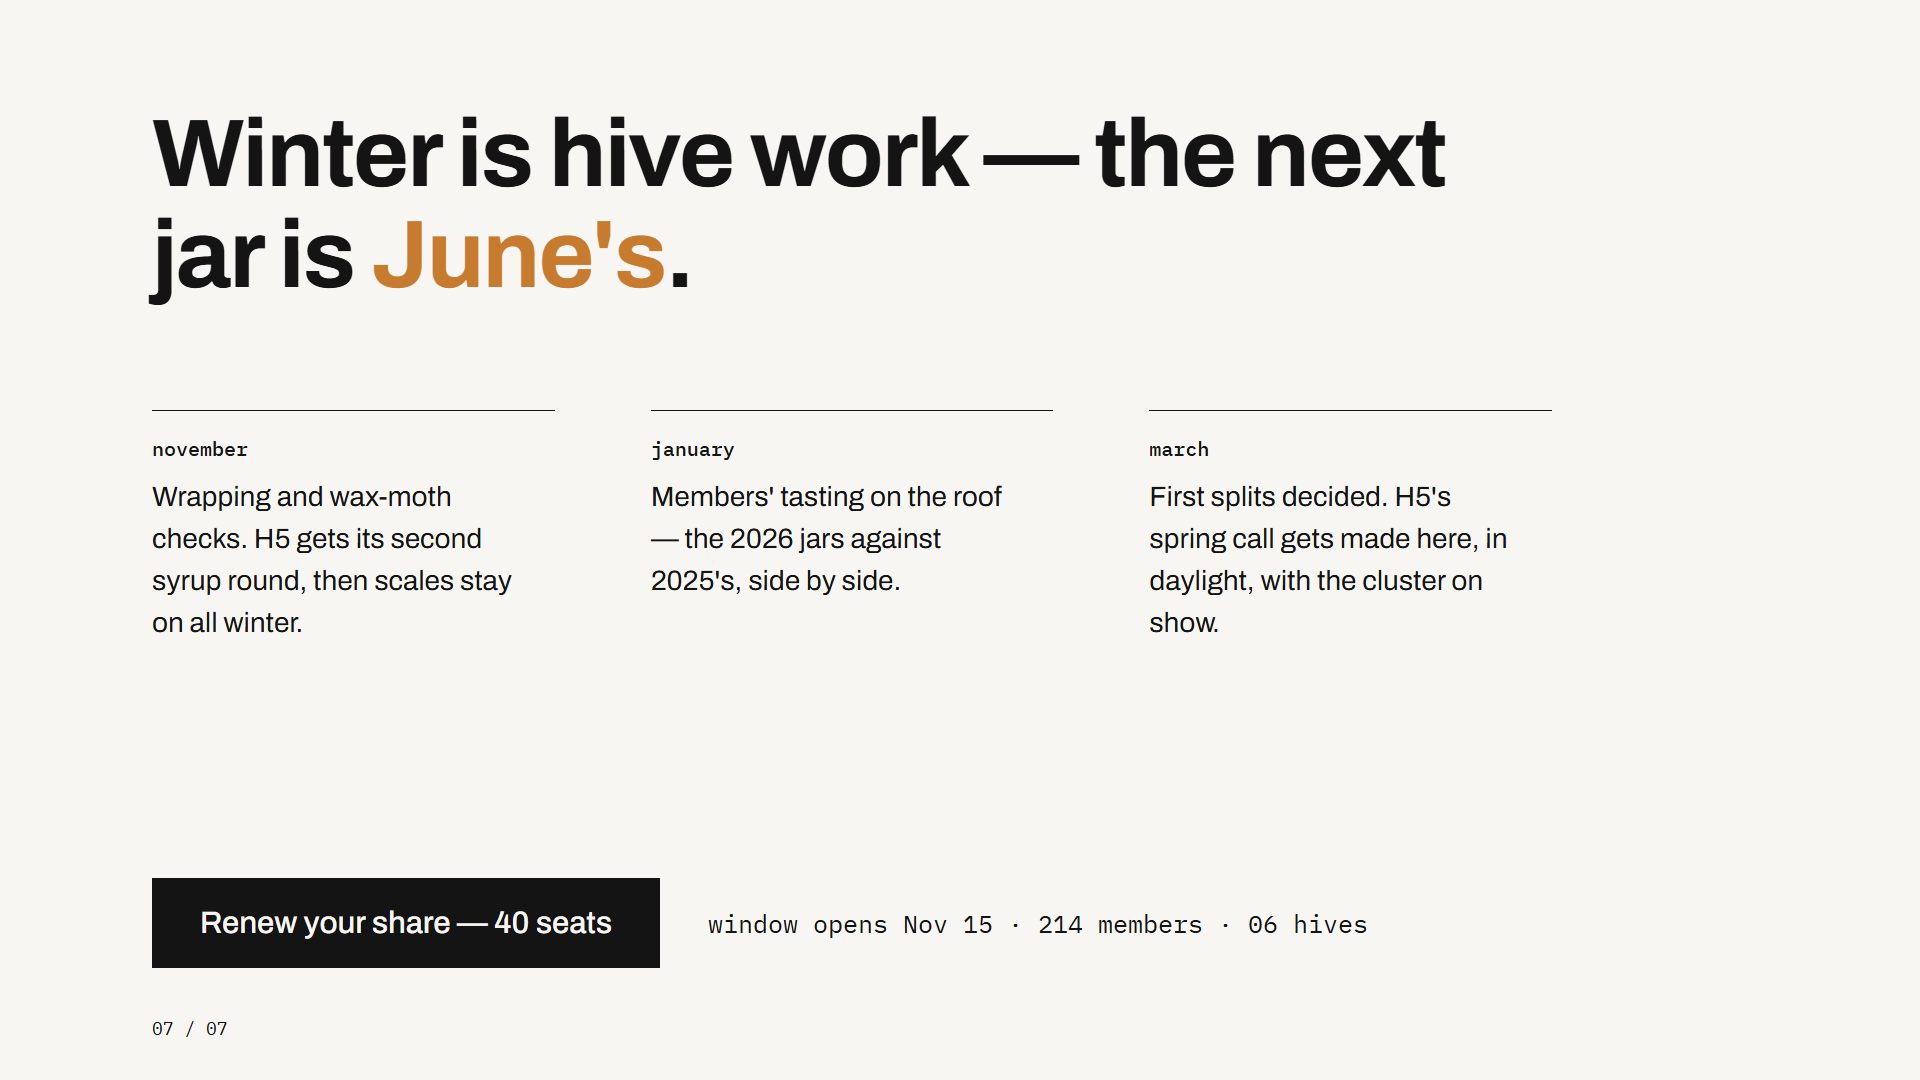 Winter is hive work — the next
jar is June's.
november
Wrapping and wax-moth
checks. H5 gets its second
syrup round, then scales stay
on all winter.
january
Members' tasting on the roof
— the 2026 jars against
2025's, side by side.
march
First splits decided. H5's
spring call gets made here, in
daylight, with the cluster on
show.
Renew your share — 40 seats
window opens Nov 15 · 214 members · 06 hives
07 / 07